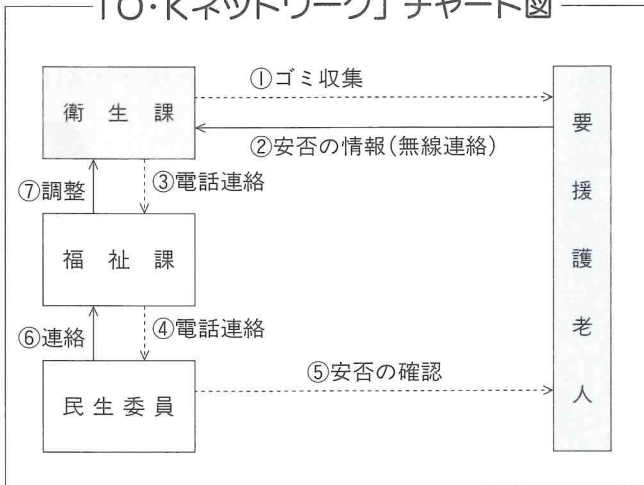 「O・Kネットワーク」チャート図
衛生課
①ゴミ収集
②安否の情報(無線連絡)
⑦調整
③電話連絡
福祉課
⑥連絡
④電話連絡
民生委員
⑤安否の確認
要援護老人